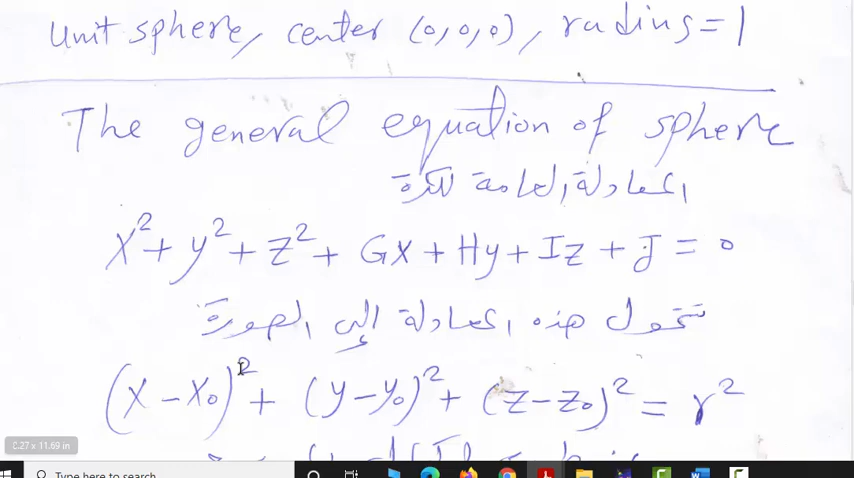 Unit sphere, center (0,0,0), radius = 1
The general equation of sphere
المعادلة العامة للكرة
x² + y² + z² + Gx + Hy + Iz + J = 0
تتحول هذه المعادلة إلى الصورة
(x - x₀)² + (y - y₀)² + (z - z₀)² = r²
8.27 x 11.69 in
Type here to search